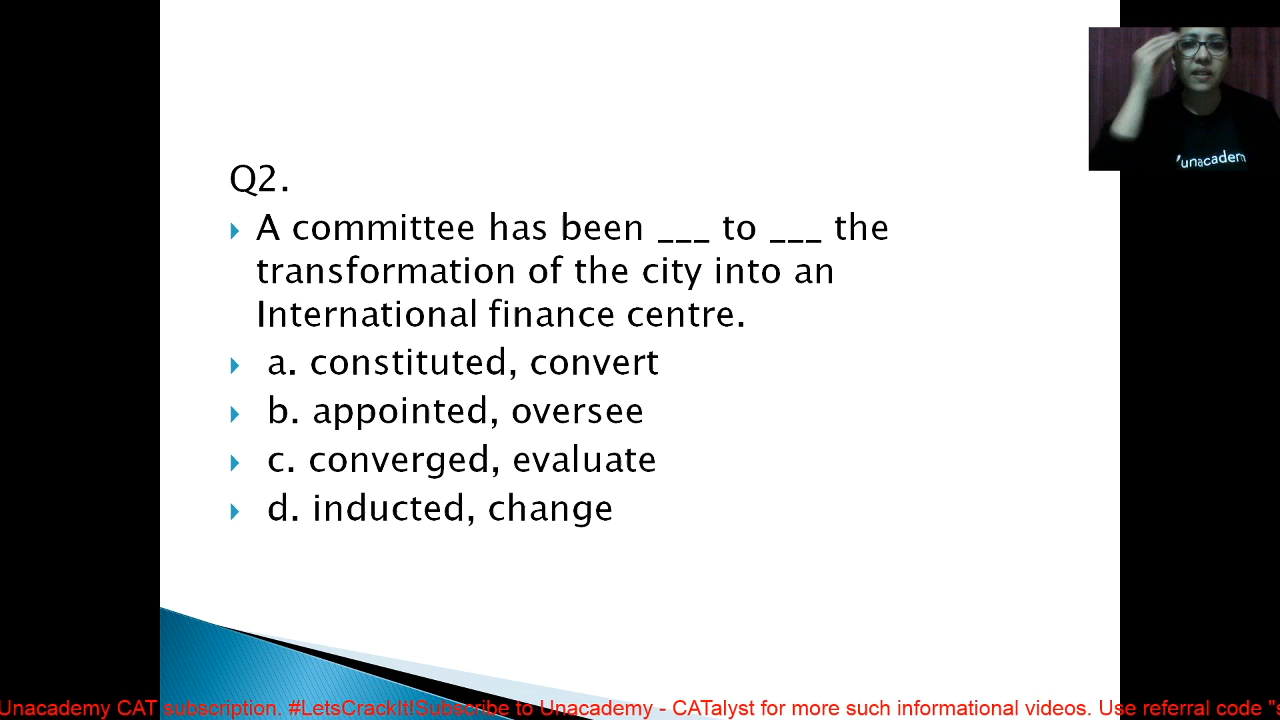 Q2.
A committee has been ___ to ___ the
transformation of the city into an
International finance centre.
a. constituted, convert
b. appointed, oversee
c. converged, evaluate
d. inducted, change
unacadem
Unacademy CAT subscription. #LetsCrackIt!Subscribe to Unacademy - CATalyst for more such informational videos. Use referral code "s